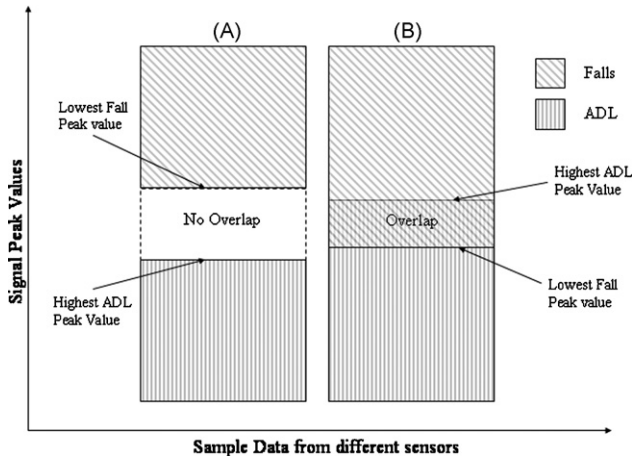 (A)
(B)
Falls
ADL
Lowest Fall
Peak value
Highest ADL
Peak Value
No Overlap
Overlap
Highest ADL
Peak Value
Lowest Fall
Peak value
Signal Peak Values
Sample Data from different sensors